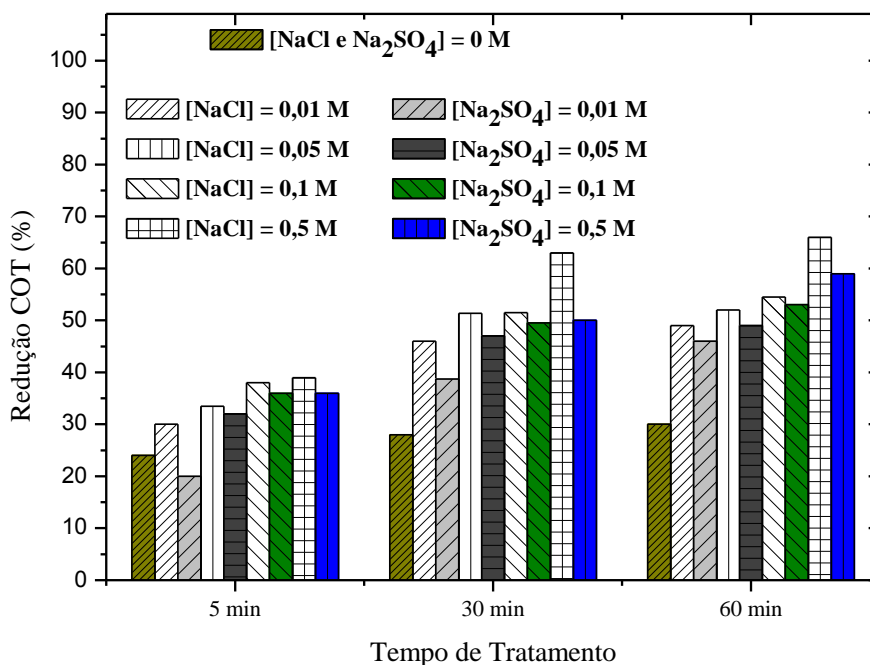 [NaCl e Na2SO4] = 0 M
[NaCl] = 0,01 M [Na2SO4] = 0,01 M
[NaCl] = 0,05 M [Na2SO4] = 0,05 M
[NaCl] = 0,1 M [Na2SO4] = 0,1 M
[NaCl] = 0,5 M [Na2SO4] = 0,5 M
Redução COT (%)
100
90
80
70
60
50
40
30
20
10
0
5 min 30 min 60 min
Tempo de Tratamento